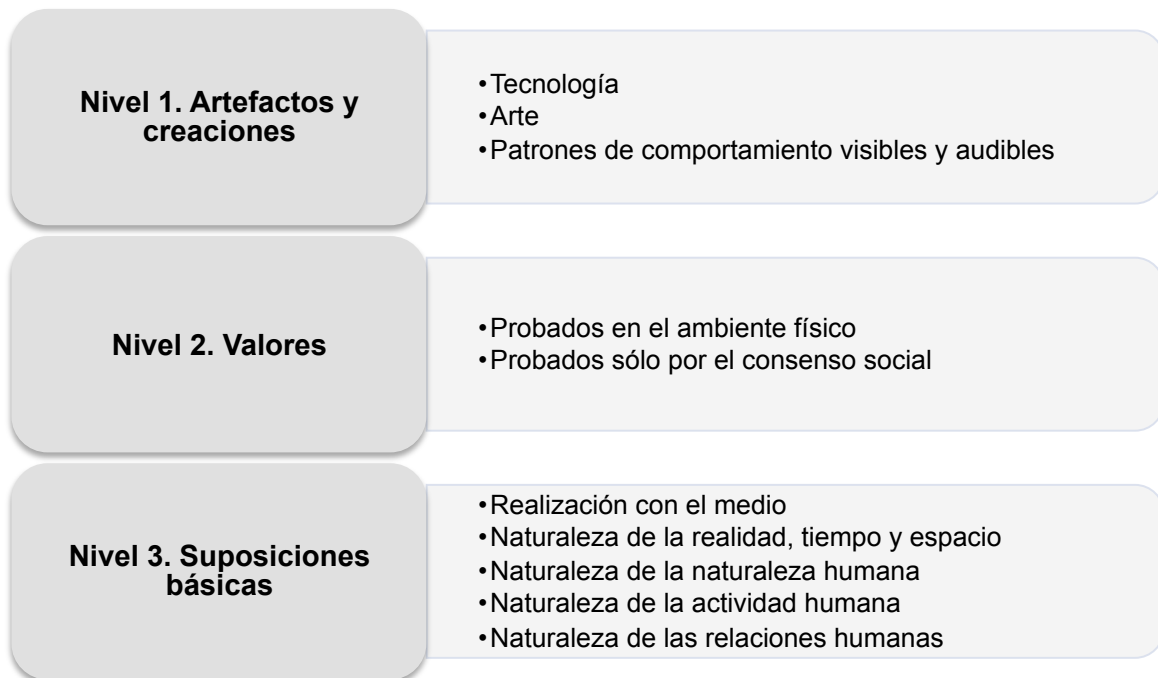 Nivel 1. Artefactos y
creaciones
•Tecnología
•Arte
•Patrones de comportamiento visibles y audibles
Nivel 2. Valores
•Probados en el ambiente físico
•Probados sólo por el consenso social
Nivel 3. Suposiciones
básicas
•Realización con el medio
•Naturaleza de la realidad, tiempo y espacio
•Naturaleza de la naturaleza humana
•Naturaleza de la actividad humana
•Naturaleza de las relaciones humanas